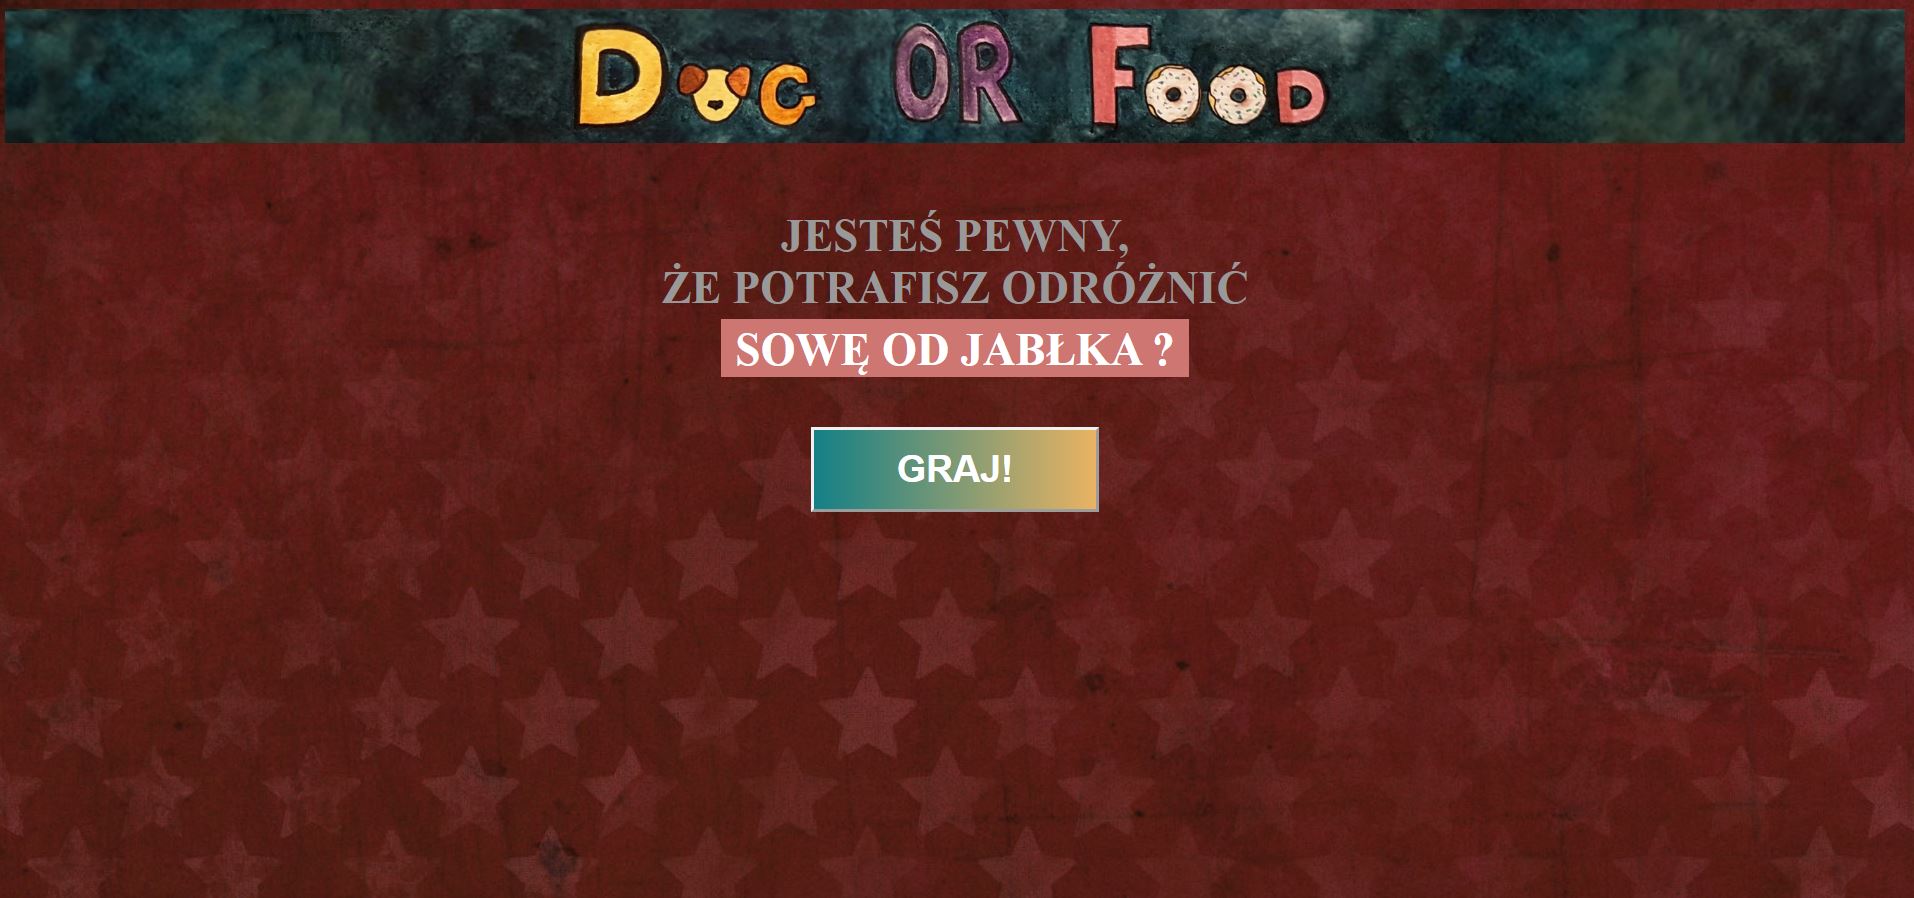 DOG OR FOOD
JESTEŚ PEWNY,
ŻE POTRAFISZ ODRÓŻNIĆ
SOWĘ OD JABŁKA ?
GRAJ!